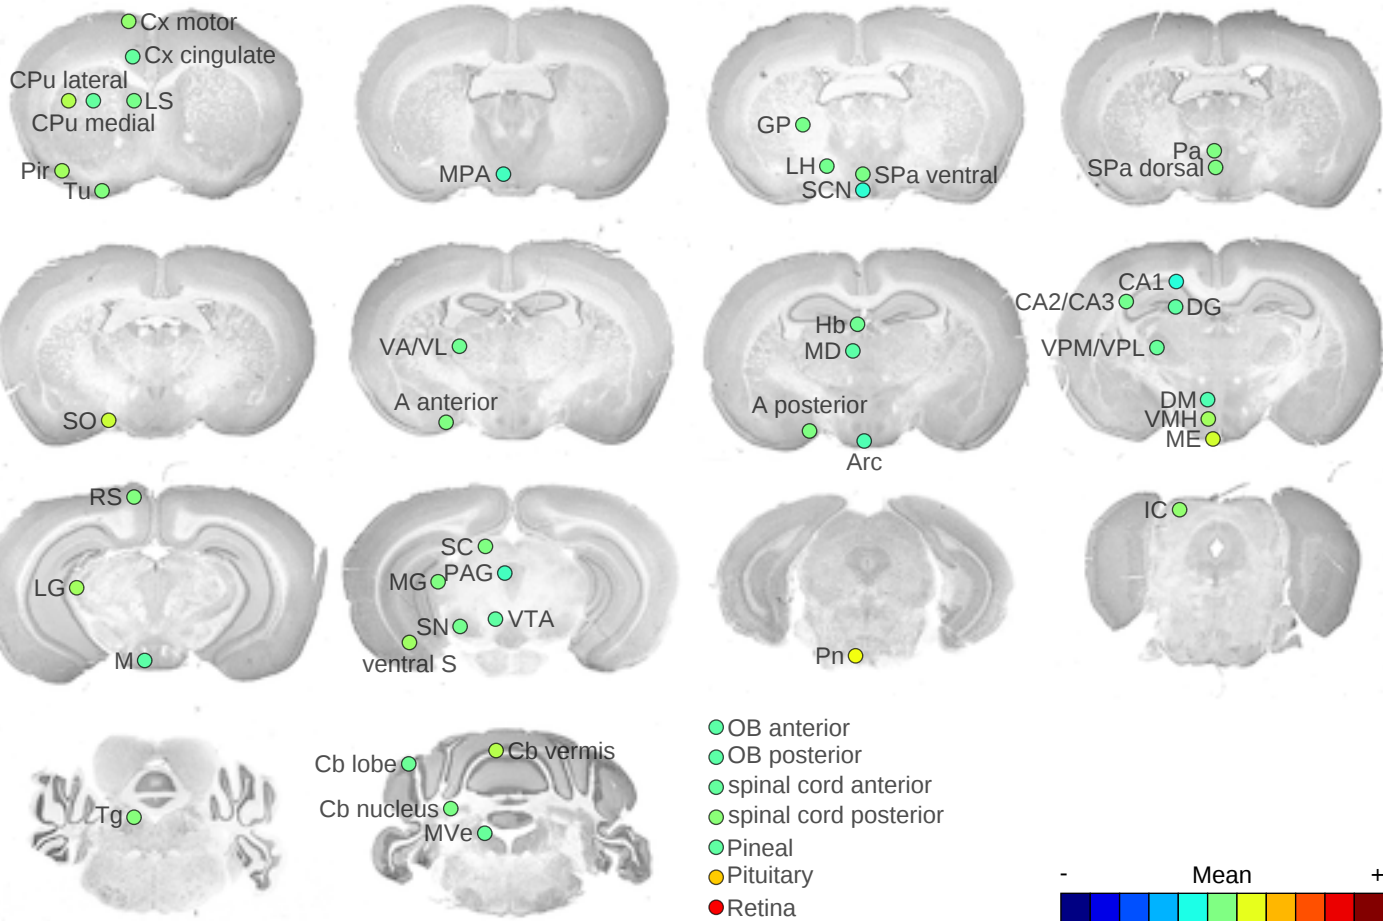 Cx motor
Cx cingulate
CPu lateral
LS
CPu medial
Pir
Tu
MPA
GP
LH
SPa ventral
SCN
Pa
SPa dorsal
SO
VA/VL
A anterior
Hb
MD
A posterior
Arc
CA1
CA2/CA3
DG
VPM/VPL
DM
VMH
ME
RS
LG
M
SC
MG
PAG
SN
VTA
ventral S
Pn
IC
Tg
Cb lobe
Cb vermis
Cb nucleus
MVe
OB anterior
OB posterior
spinal cord anterior
spinal cord posterior
Pineal
Pituitary
Retina
- Mean +